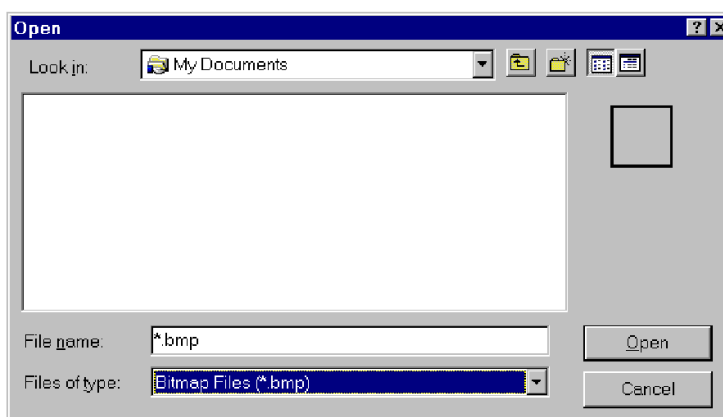 Open
Look in: My Documents
File name: *.bmp Open
Files of type: Bitmap Files (*.bmp) Cancel